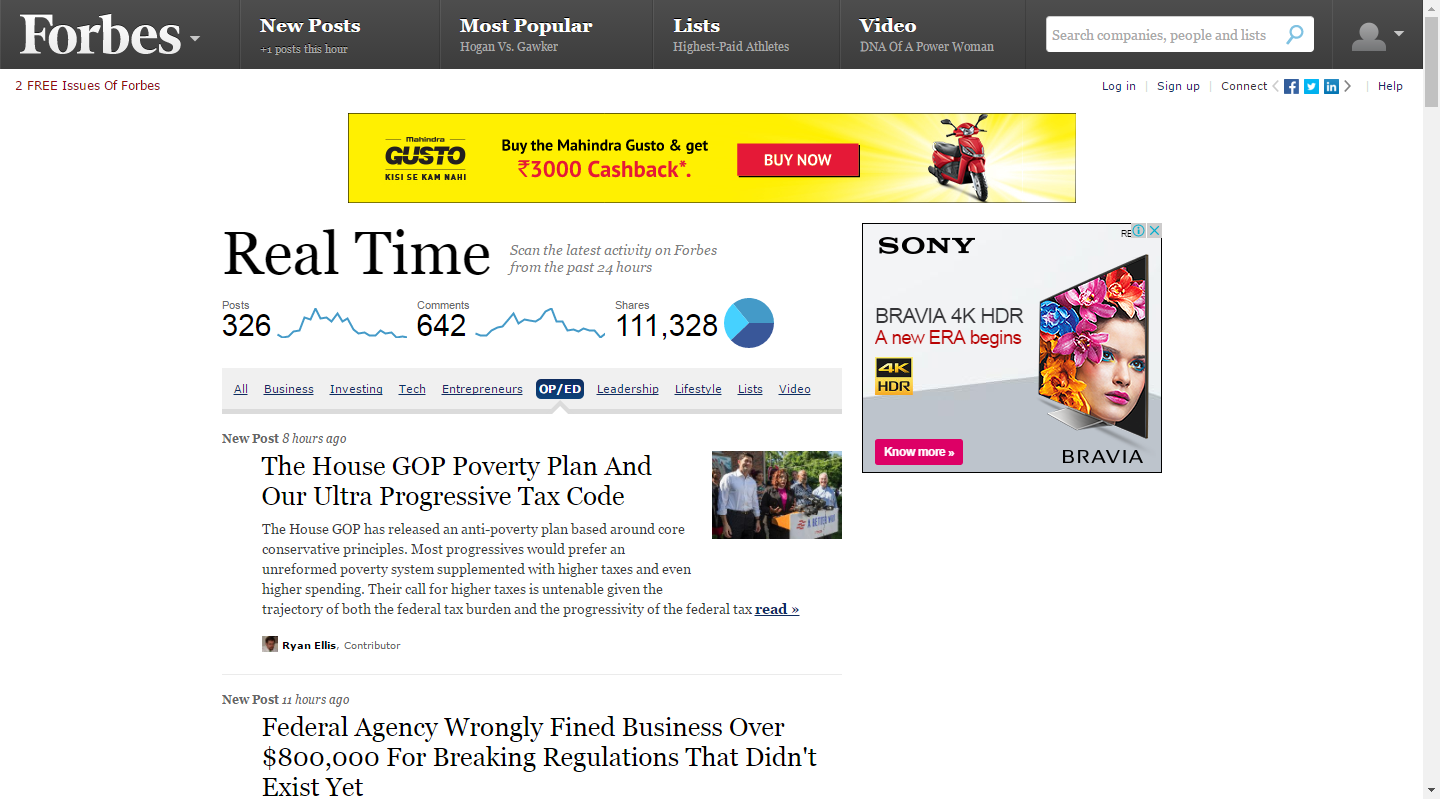 Forbes
New Posts
+1 posts this hour
Most Popular
Hogan Vs. Gawker
Lists
Highest-Paid Athletes
Video
DNA Of A Power Woman
Search companies, people and lists
2 FREE Issues Of Forbes
Log in
Sign up
Connect
Help
mahindra
GUSTO
KISI SE KAM NAHI
Buy the Mahindra Gusto & get
₹3000 Cashback*.
BUY NOW
Real Time
Scan the latest activity on Forbes
from the past 24 hours
Posts
326
Comments
642
Shares
111,328
All Business Investing Tech Entrepreneurs OP/ED Leadership Lifestyle Lists Video
SONY
BRAVIA 4K HDR
A new ERA begins
4K
HDR
Know more »
BRAVIA
New Post 8 hours ago
The House GOP Poverty Plan And
Our Ultra Progressive Tax Code
The House GOP has released an anti-poverty plan based around core
conservative principles. Most progressives would prefer an
unreformed poverty system supplemented with higher taxes and even
higher spending. Their call for higher taxes is untenable given the
trajectory of both the federal tax burden and the progressivity of the federal tax read »
A BETTER WAY
Ryan Ellis, Contributor
New Post 11 hours ago
Federal Agency Wrongly Fined Business Over
$800,000 For Breaking Regulations That Didn't
Exist Yet